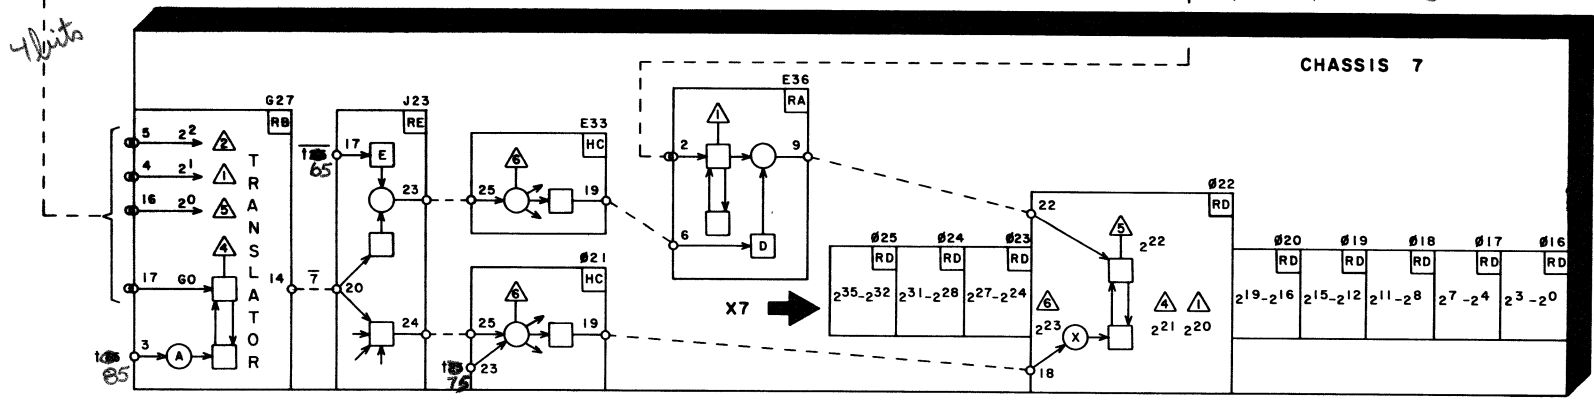 4 bits
CHASSIS 7
G27
RB
5 2²
2
4 2¹
1
16 2⁰
5
TRANSLATOR
4
17 GO
14
3
A
85
7̅
J23
RE
17
E
65
23
20
24
E33
HC
6
25
19
Ø21
HC
6
25
19
23
75
E36
RA
1
2
9
6
D
X7
Ø25
RD
2³⁵-2³²
Ø24
RD
2³¹-2²⁸
Ø23
RD
2²⁷-2²⁴
Ø22
RD
22
5
2²²
6
2²³
4
2²¹
1
2²⁰
X
18
Ø20
RD
2¹⁹-2¹⁶
Ø19
RD
2¹⁵-2¹²
Ø18
RD
2¹¹-2⁸
Ø17
RD
2⁷-2⁴
Ø16
RD
2³-2⁰